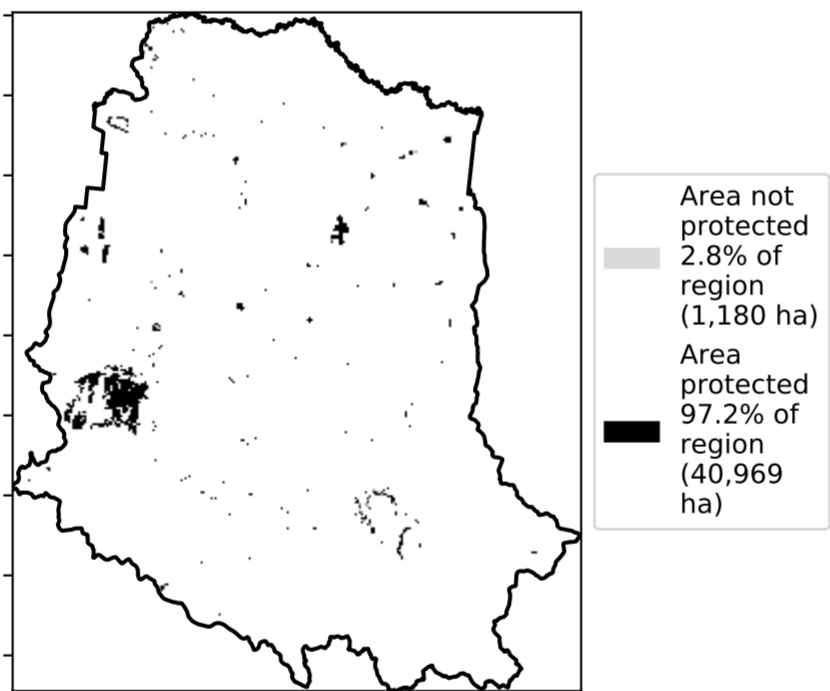 Area not
protected
2.8% of
region
(1,180 ha)
Area
protected
97.2% of
region
(40,969
ha)